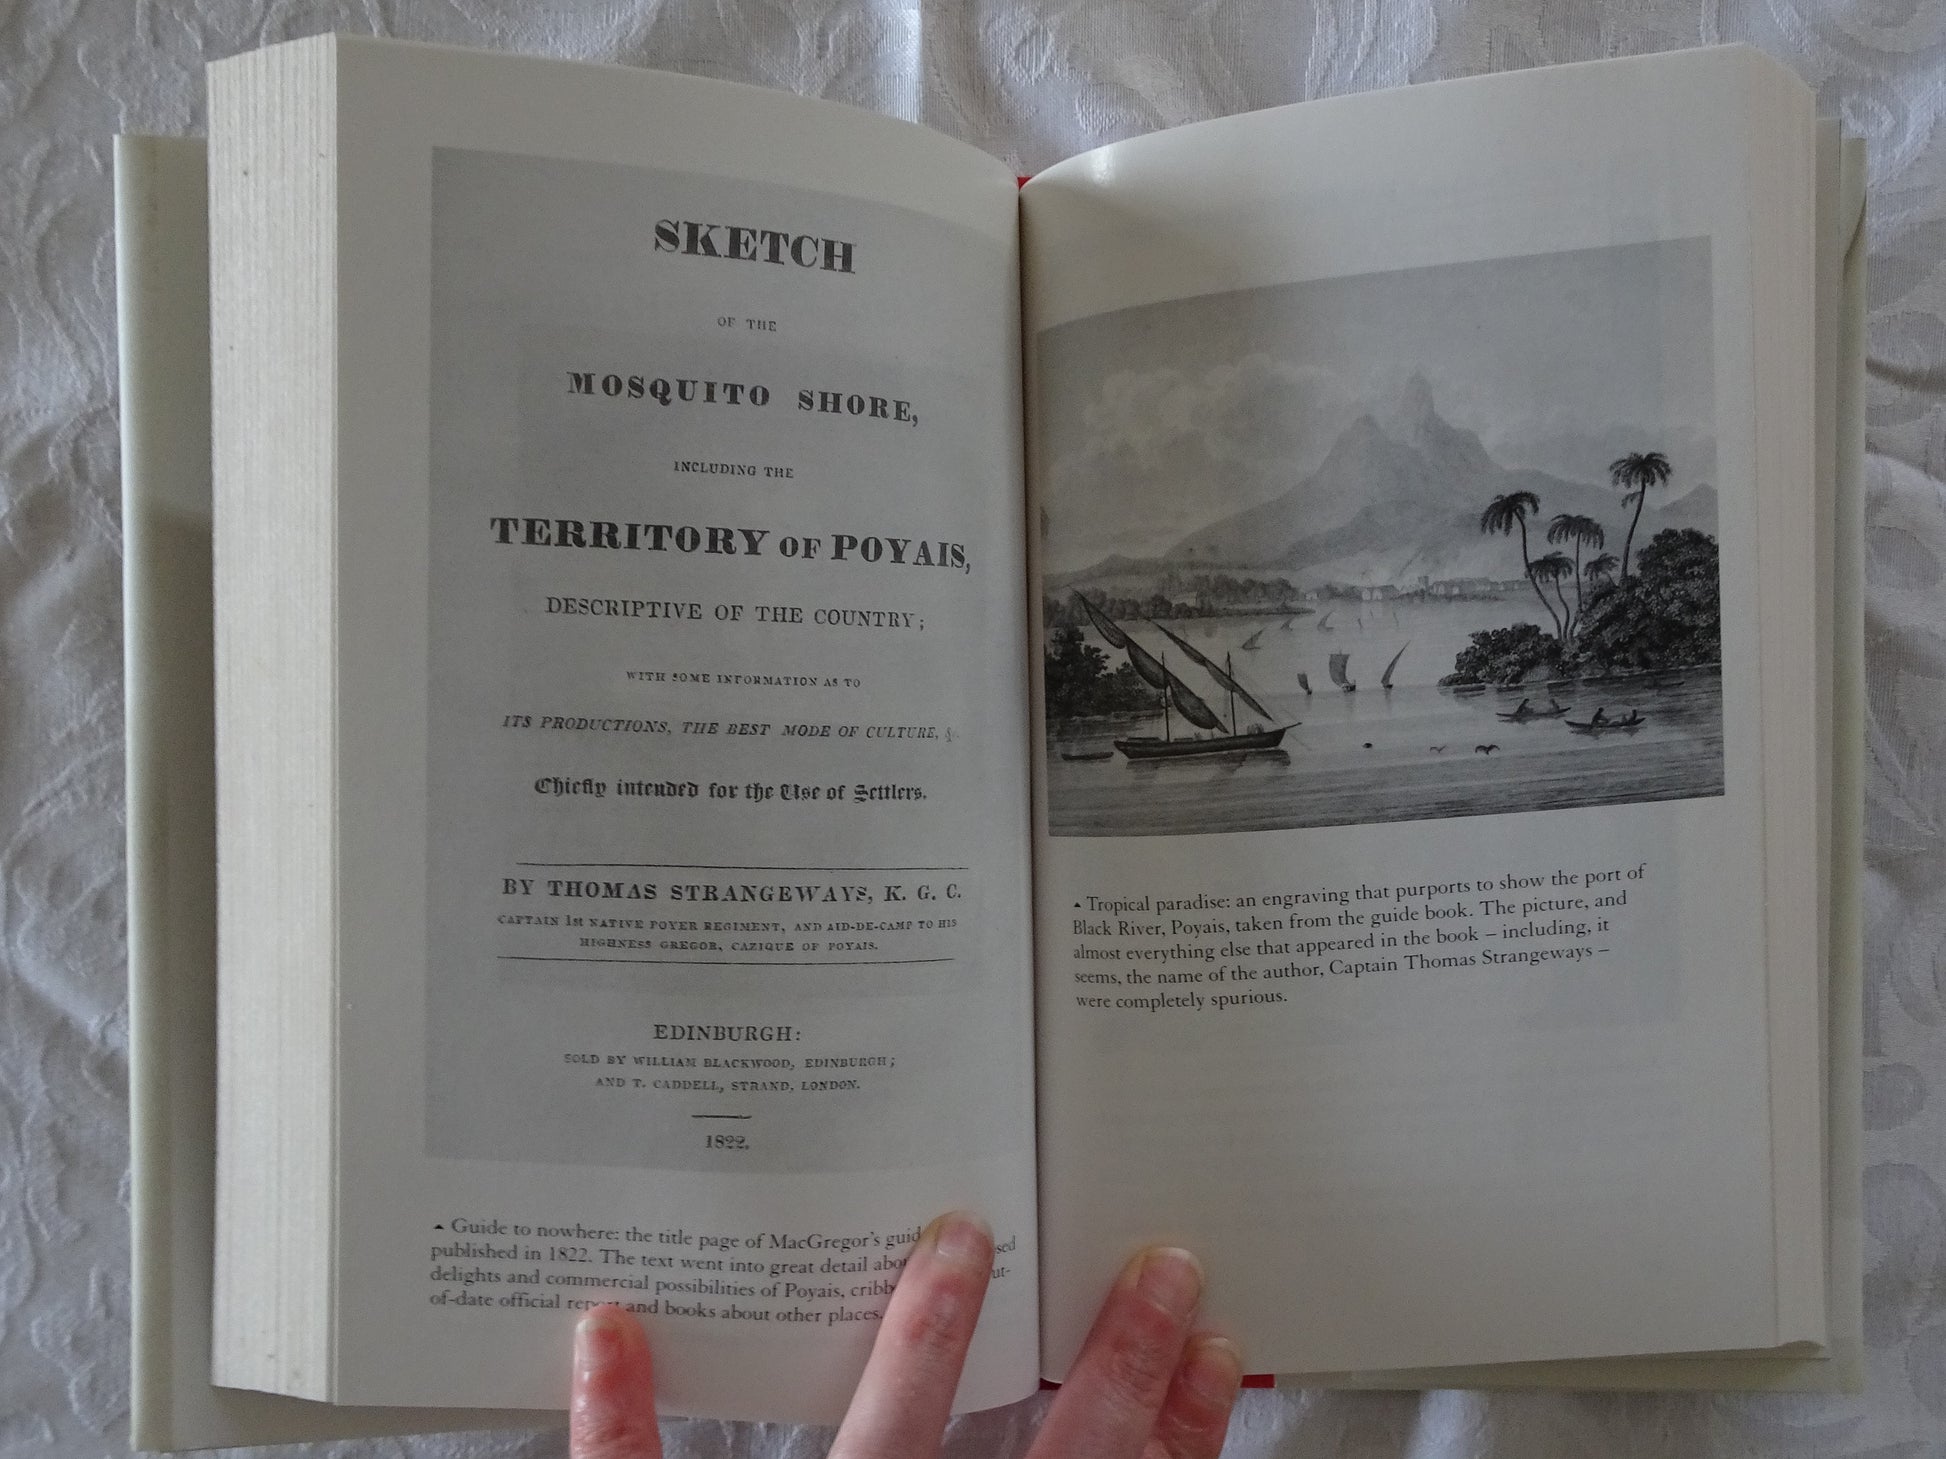 SKETCH
OF THE
MOSQUITO SHORE,
INCLUDING THE
TERRITORY OF POYAIS,
DESCRIPTIVE OF THE COUNTRY;
WITH SOME INFORMATION AS TO
ITS PRODUCTIONS, THE BEST MODE OF CULTURE, &c.
Chiefly intended for the Use of Settlers.
BY THOMAS STRANGEWAYS, K. G. C.
CAPTAIN 1st NATIVE POYER REGIMENT, AND AID-DE-CAMP TO HIS
HIGHNESS GREGOR, CAZIQUE OF POYAIS.
EDINBURGH:
SOLD BY WILLIAM BLACKWOOD, EDINBURGH;
AND T. CADDELL, STRAND, LONDON.
1822.
Guide to nowhere: the title page of MacGregor's
published in 1822. The text went into great detail
delights and commercial possibilities of Poyais,
of-date official and books about other places.
Tropical paradise: an engraving that purports to show the port of
Black River, Poyais, taken from the guide book. The picture, and
almost everything else that appeared in the book – including, it
seems, the name of the author, Captain Thomas Strangeways –
were completely spurious.